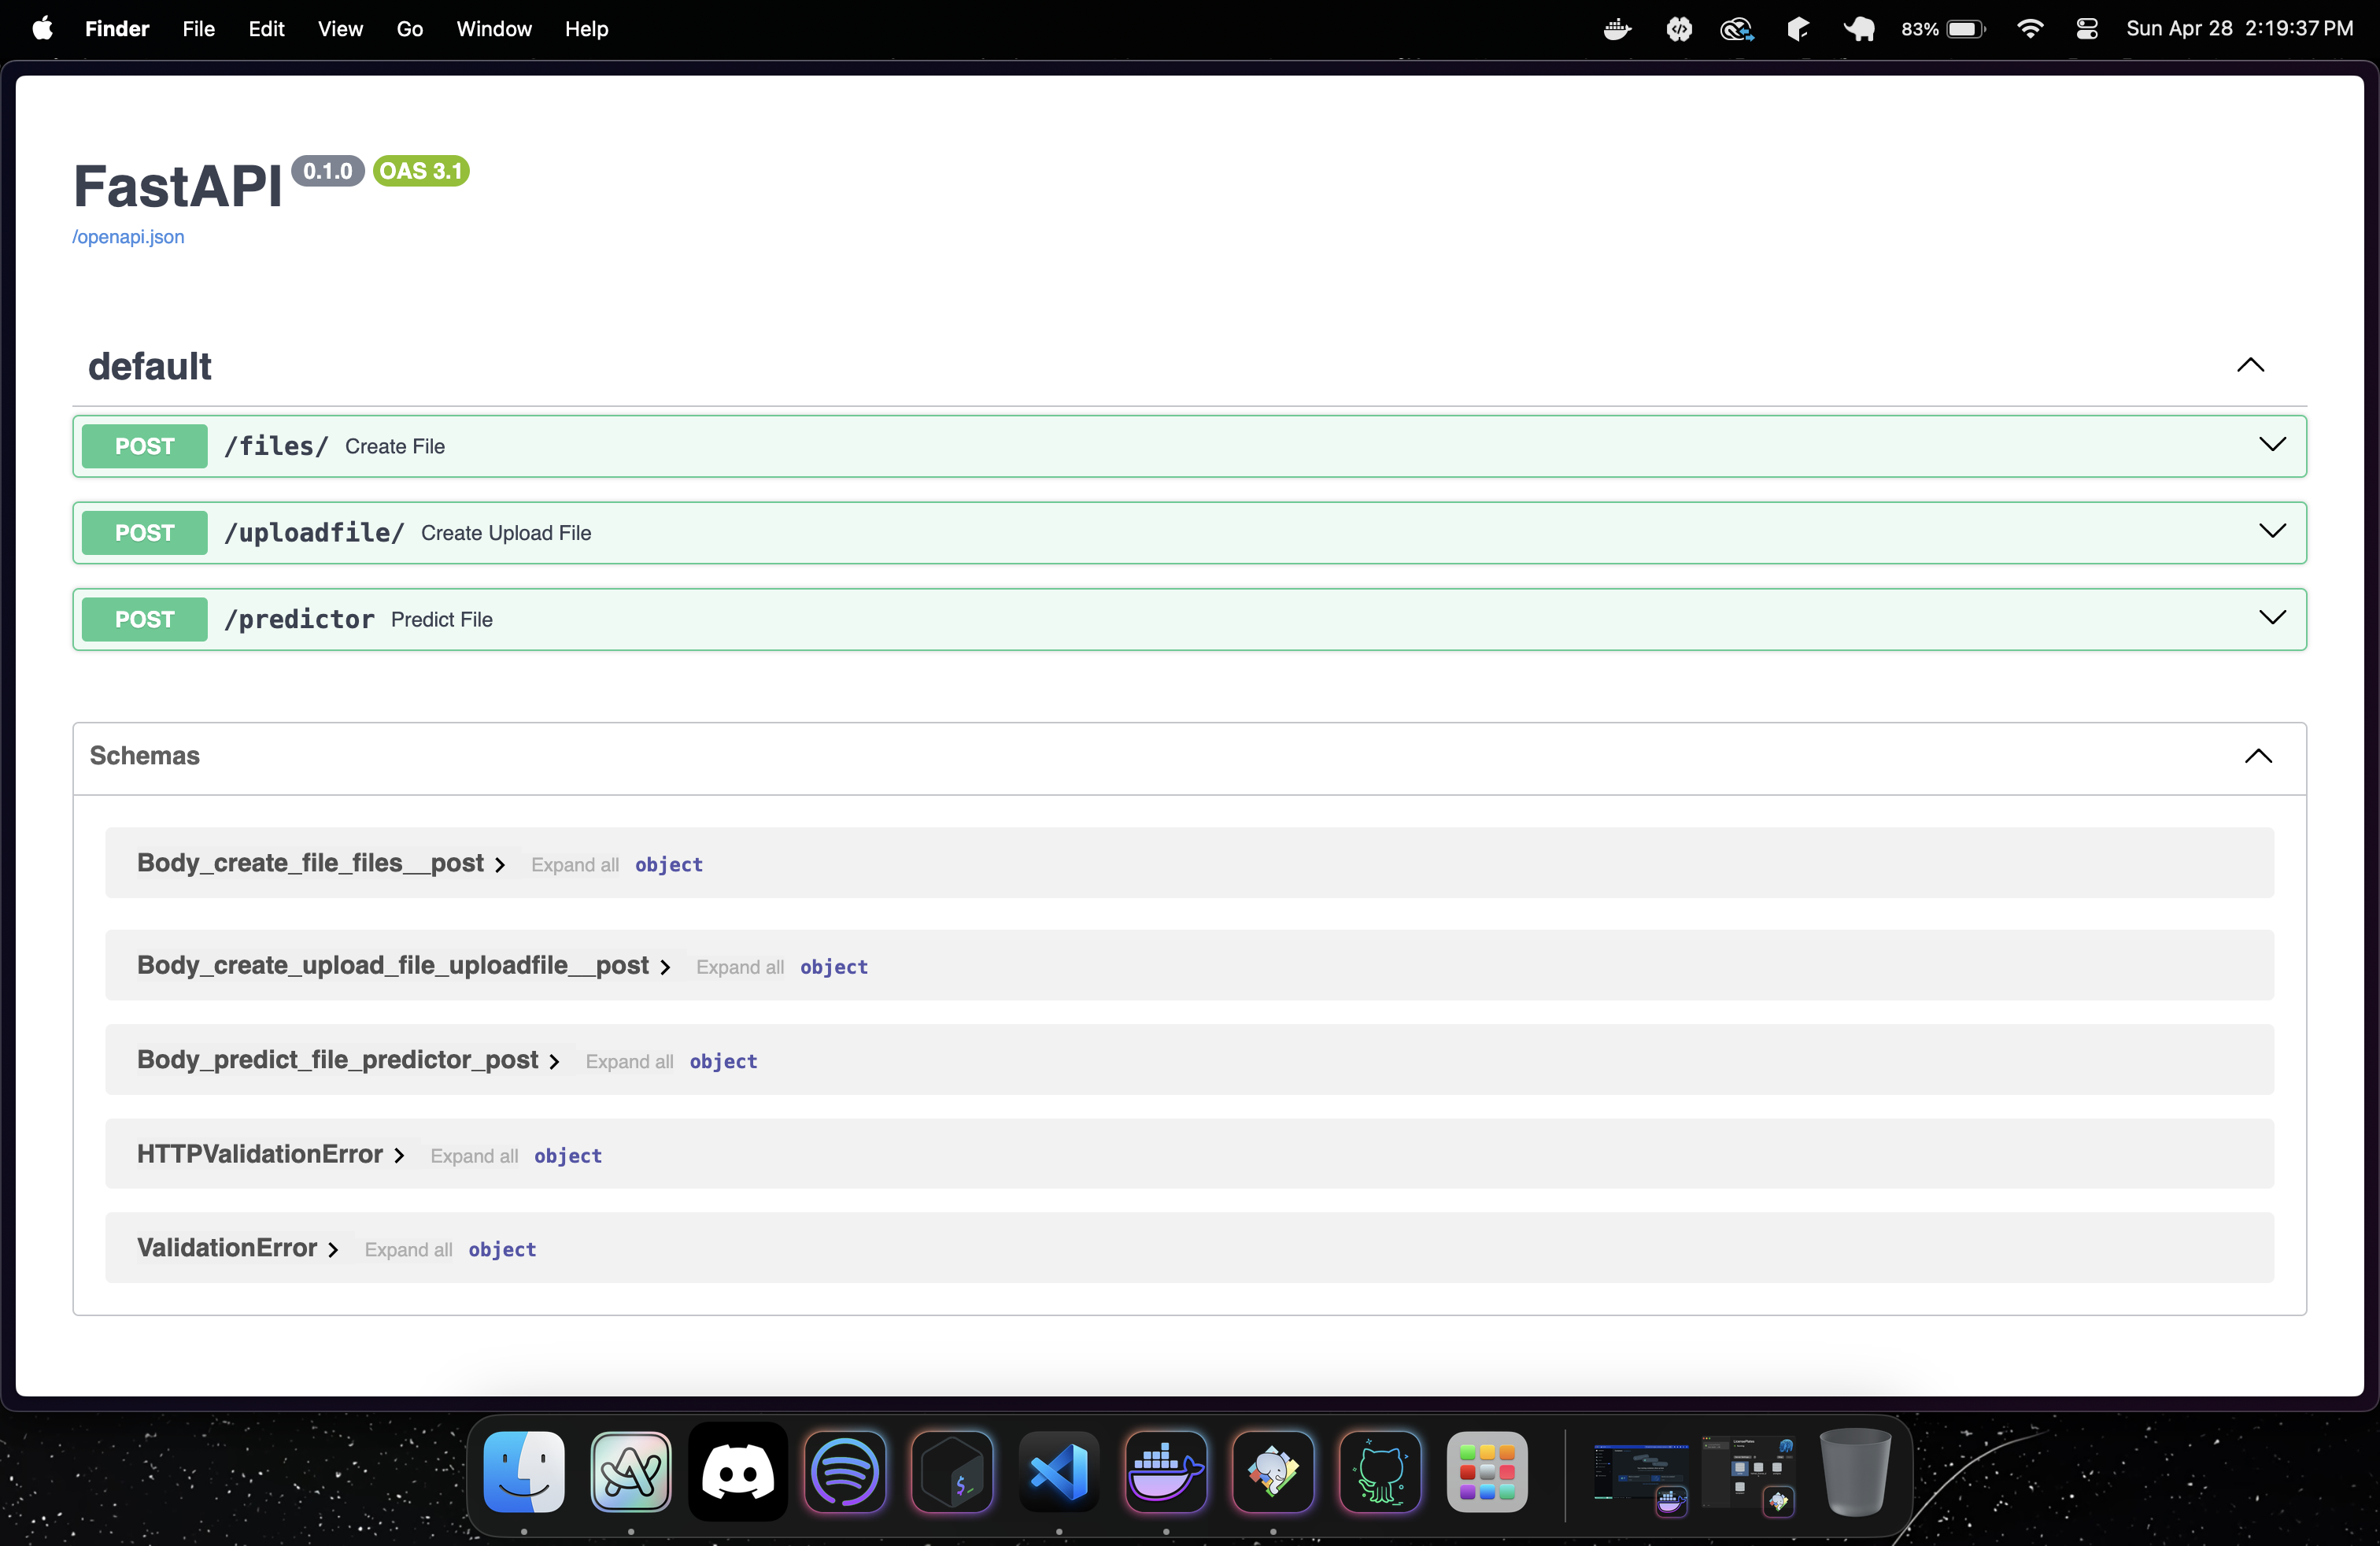 Finder File Edit View Go Window Help 83% Sun Apr 28 2:19:37 PM
FastAPI 0.1.0 OAS 3.1
/openapi.json
default
POST /files/ Create File
POST /uploadfile/ Create Upload File
POST /predictor Predict File
Schemas
Body_create_file_files__post Expand all object
Body_create_upload_file_uploadfile__post Expand all object
Body_predict_file_predictor_post Expand all object
HTTPValidationError Expand all object
ValidationError Expand all object